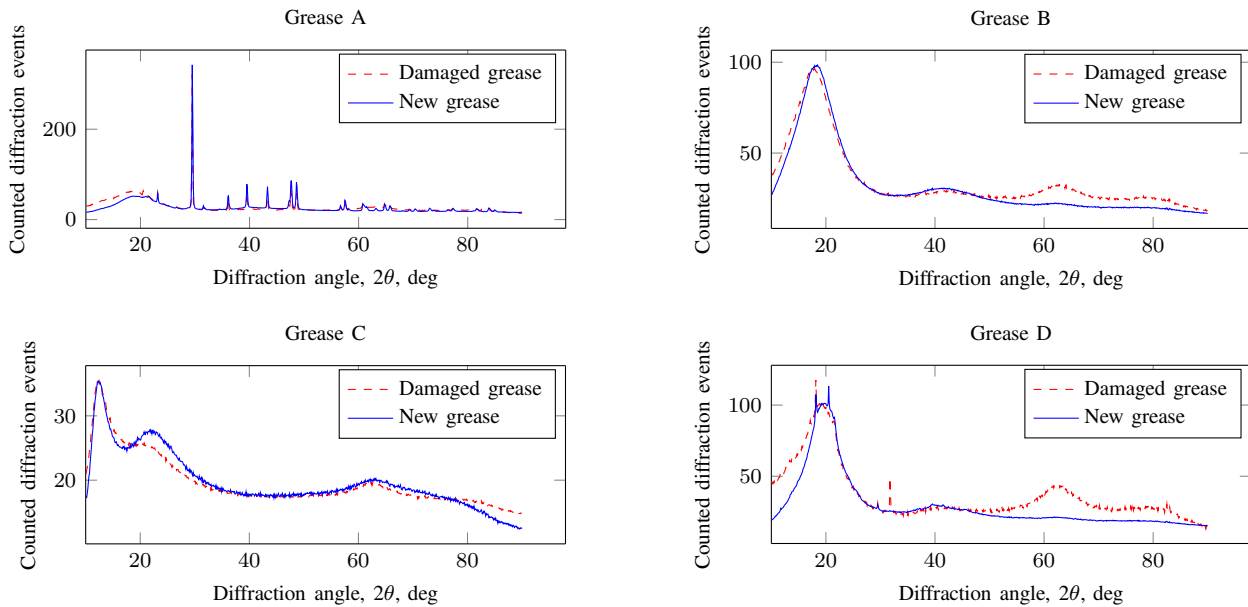 Grease A
Counted diffraction events
200
0
20
40
60
80
Diffraction angle, 2θ, deg
Damaged grease
New grease
Grease B
Counted diffraction events
100
50
20
40
60
80
Diffraction angle, 2θ, deg
Damaged grease
New grease
Grease C
Counted diffraction events
30
20
20
40
60
80
Diffraction angle, 2θ, deg
Damaged grease
New grease
Grease D
Counted diffraction events
100
50
20
40
60
80
Diffraction angle, 2θ, deg
Damaged grease
New grease